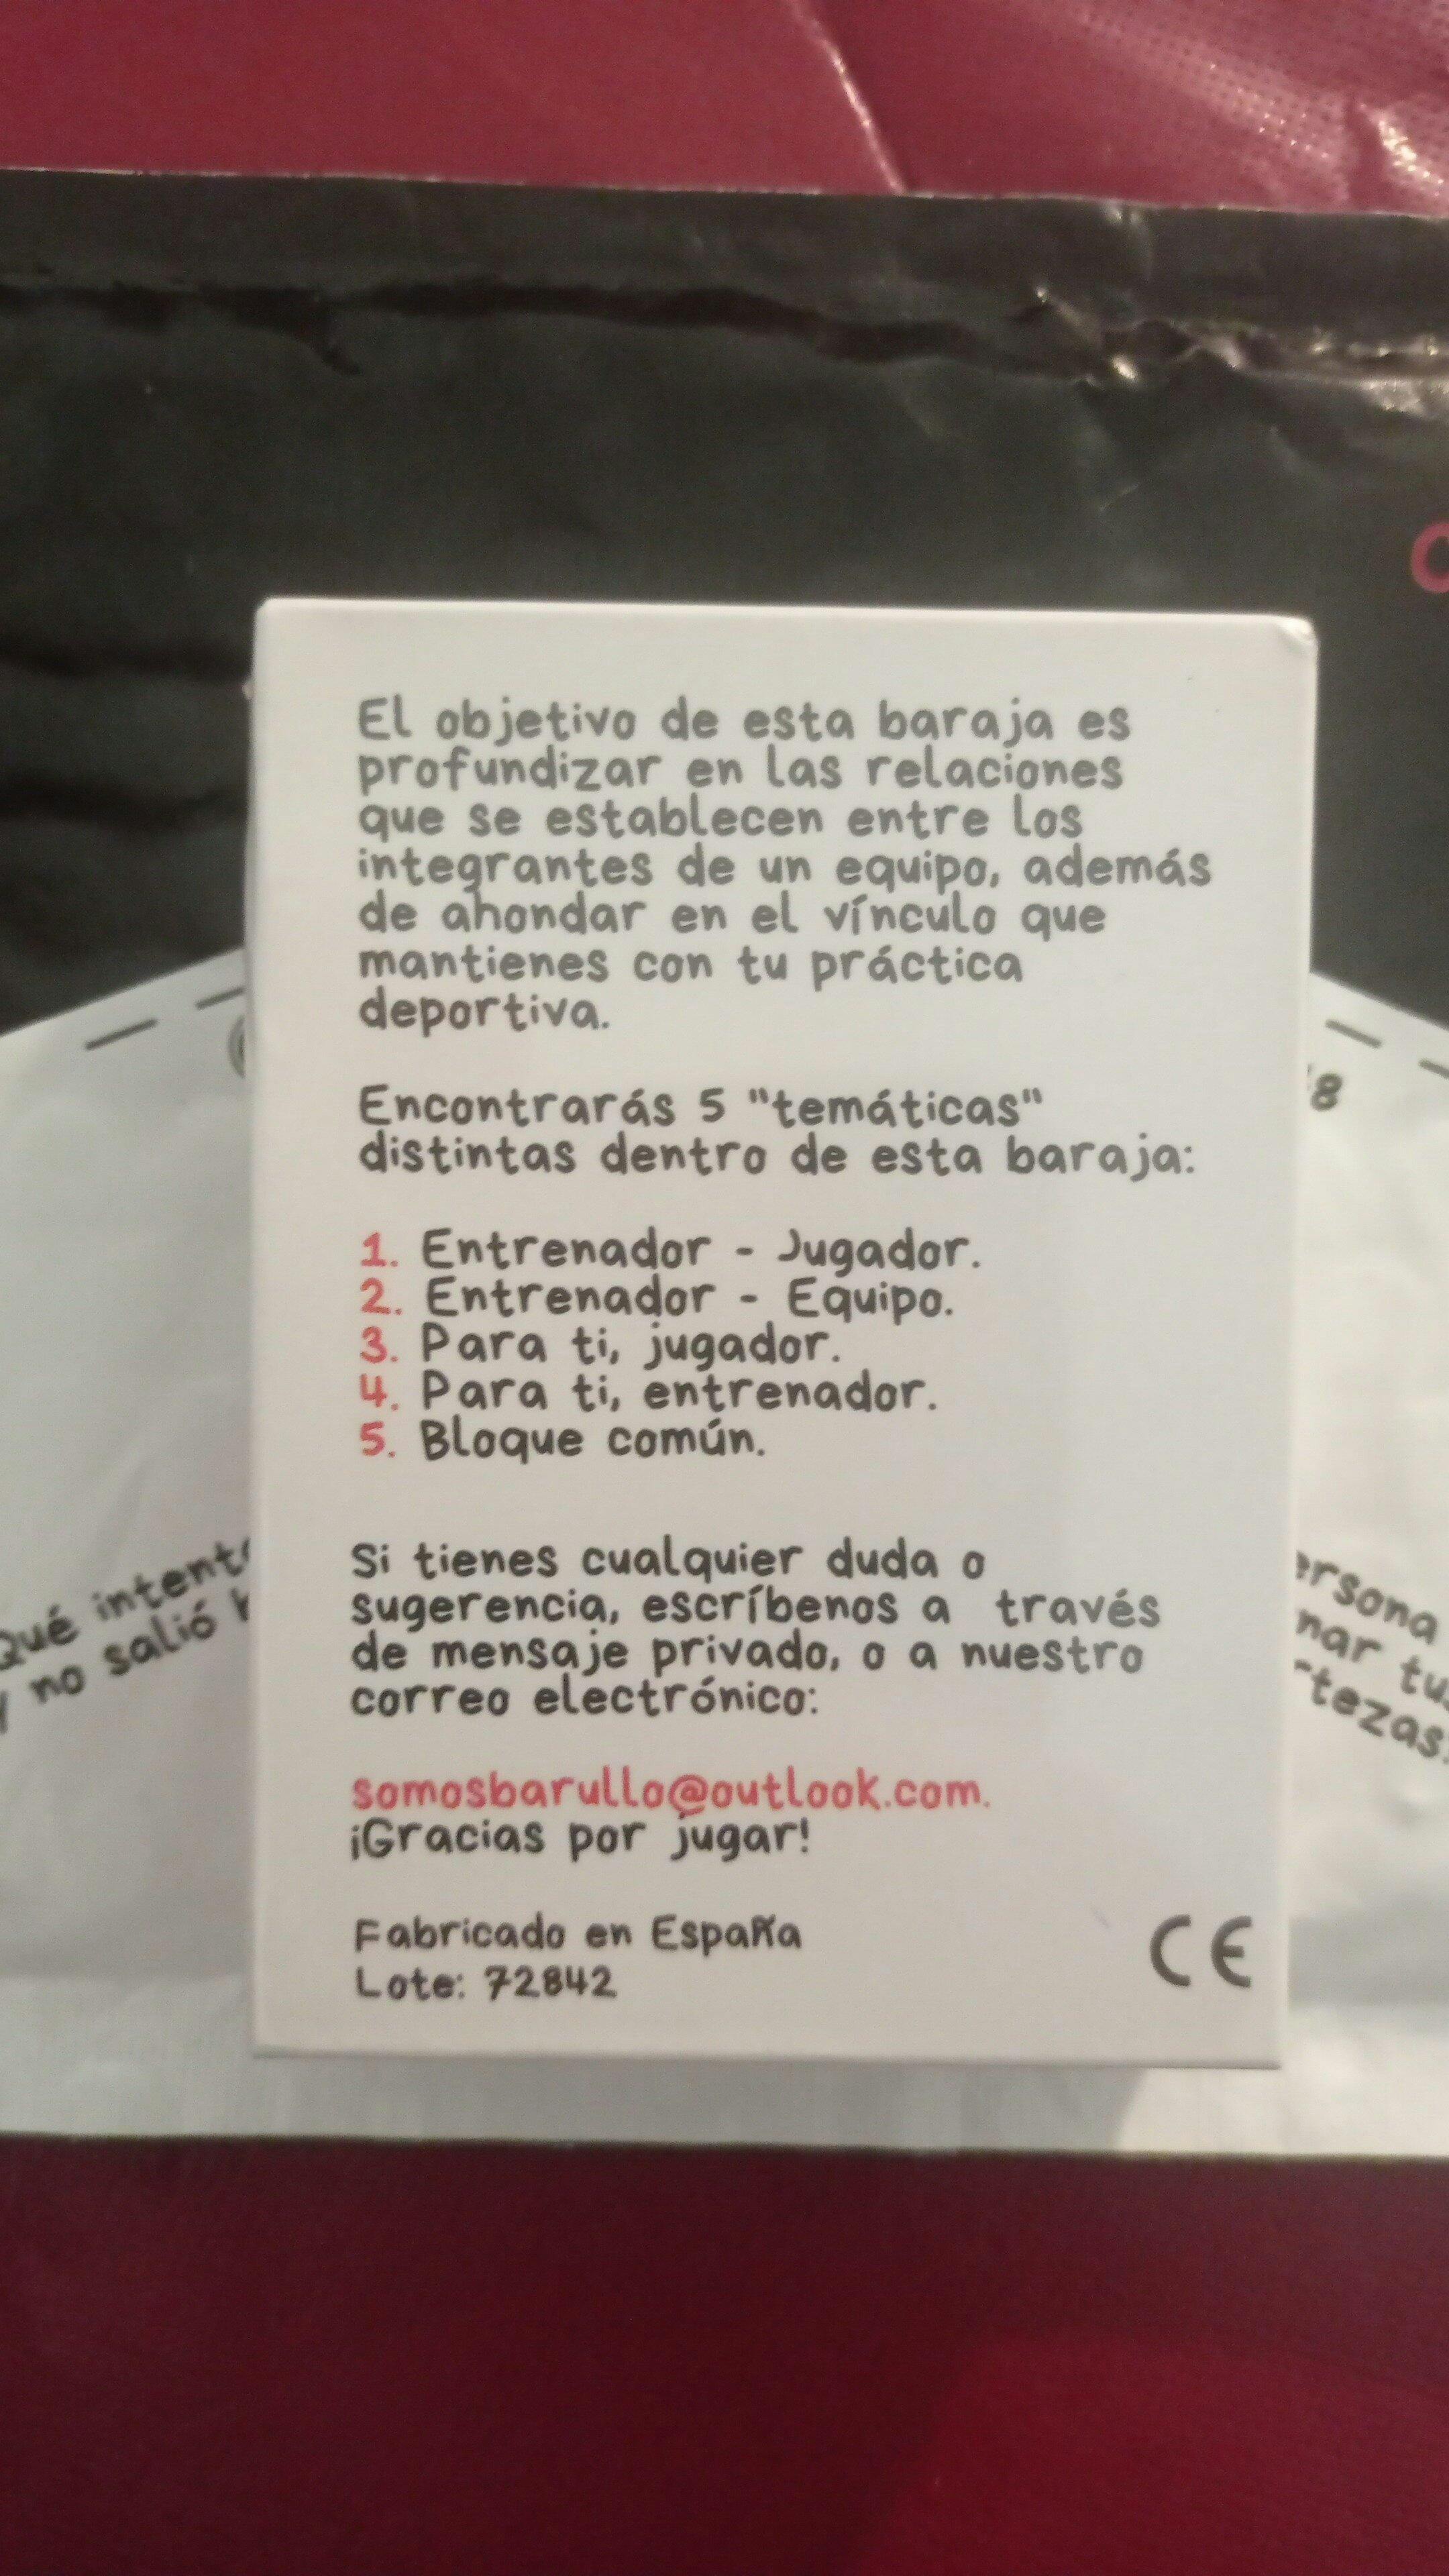 El objetivo de esta baraja es
profundizar en las relaciones
que se establecen entre los
integrantes de un equipo, además
de ahondar en el vínculo que
mantienes con tu práctica
deportiva.
Encontrarás 5 "temáticas"
distintas dentro de esta baraja:
1. Entrenador - Jugador.
2. Entrenador - Equipo.
3. Para ti, jugador.
4. Para ti, entrenador.
5. Bloque común.
Si tienes cualquier duda o
sugerencia, escríbenos a través
de mensaje privado, o a nuestro
correo electrónico:
somosbarullo@outlook.com.
¡Gracias por jugar!
Fabricado en España
Lote: 72842
CE
Qué
y no salió